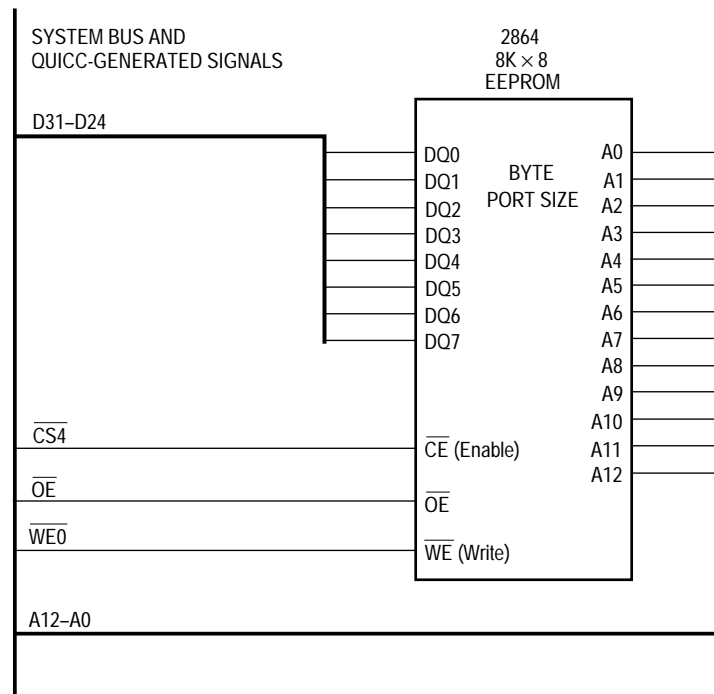 SYSTEM BUS AND
QUICC-GENERATED SIGNALS
2864
8K × 8
EEPROM
D31–D24
BYTE
PORT SIZE
DQ0
DQ1
DQ2
DQ3
DQ4
DQ5
DQ6
DQ7
A0
A1
A2
A3
A4
A5
A6
A7
A8
A9
A10
A11
A12
CS4
CE (Enable)
OE
OE
WE0
WE (Write)
A12–A0